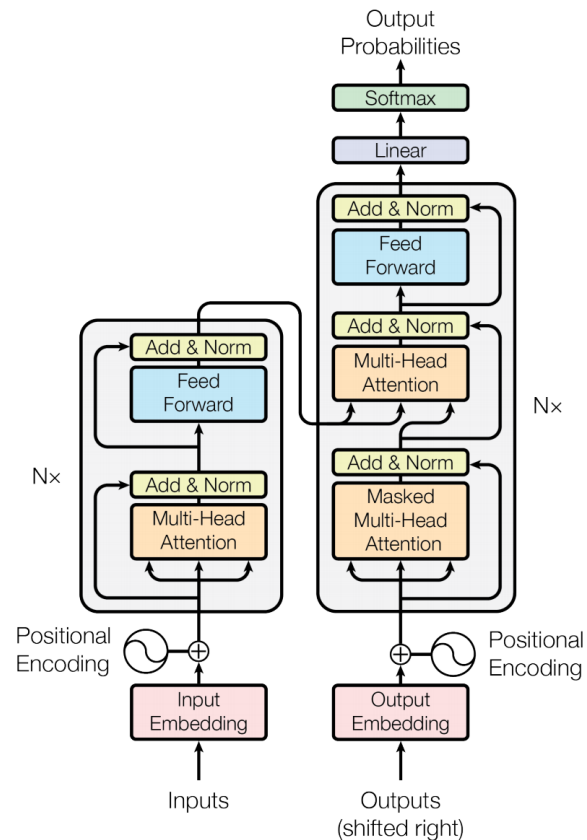 Output
Probabilities
Softmax
Linear
Add & Norm
Feed
Forward
Add & Norm
Multi-Head
Attention
Add & Norm
Masked
Multi-Head
Attention
N×
Add & Norm
Feed
Forward
Add & Norm
Multi-Head
Attention
N×
Positional
Encoding
Positional
Encoding
Input
Embedding
Output
Embedding
Inputs
Outputs
(shifted right)